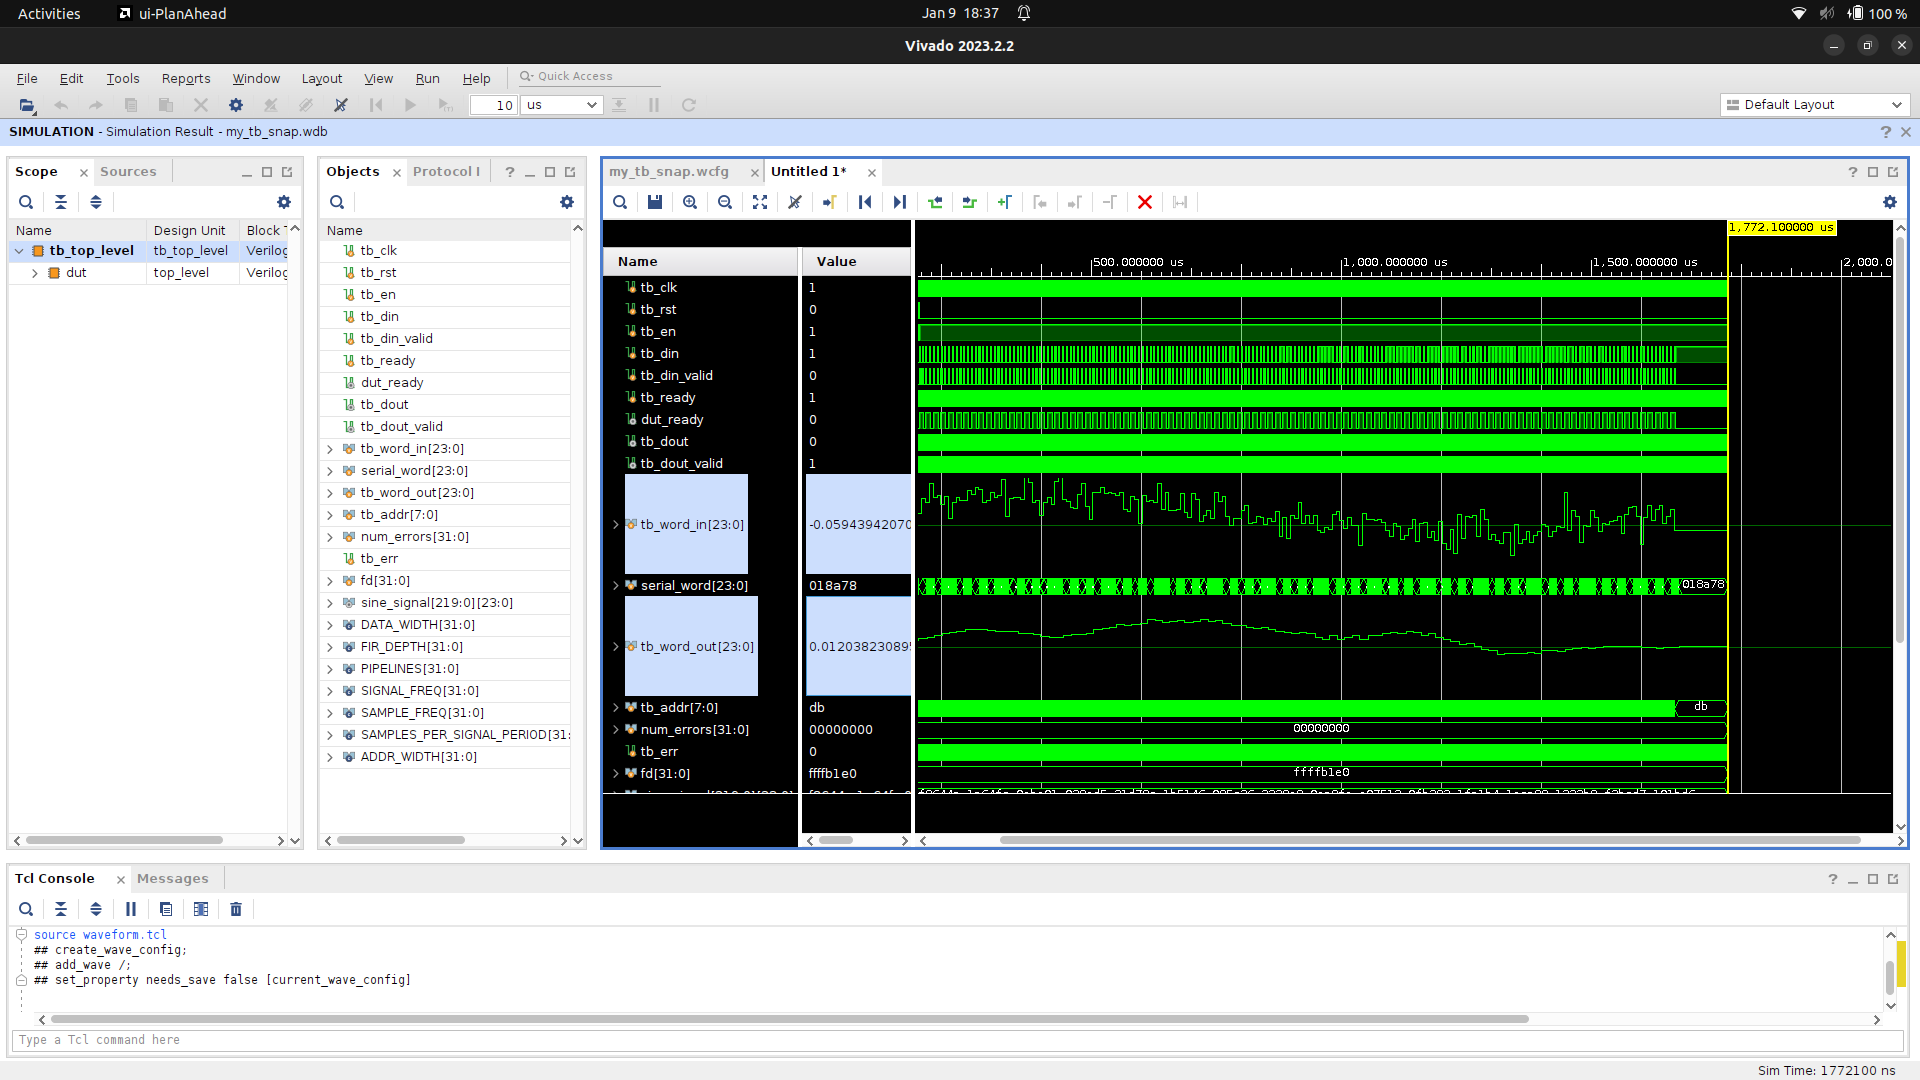 Activities ui-PlanAhead Jan 9 18:37 100 %
Vivado 2023.2.2
File Edit Tools Reports Window Layout View Run Help Quick Access
10 us Default Layout
SIMULATION - Simulation Result - my_tb_snap.wdb
Scope Sources
Name Design Unit Block T
tb_top_level tb_top_level Verilog
dut top_level Verilog
Objects Protocol I
Name
tb_clk
tb_rst
tb_en
tb_din
tb_din_valid
tb_ready
dut_ready
tb_dout
tb_dout_valid
tb_word_in[23:0]
serial_word[23:0]
tb_word_out[23:0]
tb_addr[7:0]
num_errors[31:0]
tb_err
fd[31:0]
sine_signal[219:0][23:0]
DATA_WIDTH[31:0]
FIR_DEPTH[31:0]
PIPELINES[31:0]
SIGNAL_FREQ[31:0]
SAMPLE_FREQ[31:0]
SAMPLES_PER_SIGNAL_PERIOD[31:
ADDR_WIDTH[31:0]
my_tb_snap.wcfg Untitled 1*
1,772.100000 us
Name Value
500.000000 us 1,000.000000 us 1,500.000000 us 2,000.0
tb_clk 1
tb_rst 0
tb_en 1
tb_din 1
tb_din_valid 0
tb_ready 1
dut_ready 0
tb_dout 0
tb_dout_valid 1
tb_word_in[23:0] -0.0594394207
serial_word[23:0] 018a78 018a78
tb_word_out[23:0] 0.01203823089
tb_addr[7:0] db db
num_errors[31:0] 00000000 00000000
tb_err 0
fd[31:0] ffffb1e0 ffffb1e0
Tcl Console Messages
source waveform.tcl
## create_wave_config;
## add_wave /;
## set_property needs_save false [current_wave_config]
Type a Tcl command here
Sim Time: 1772100 ns